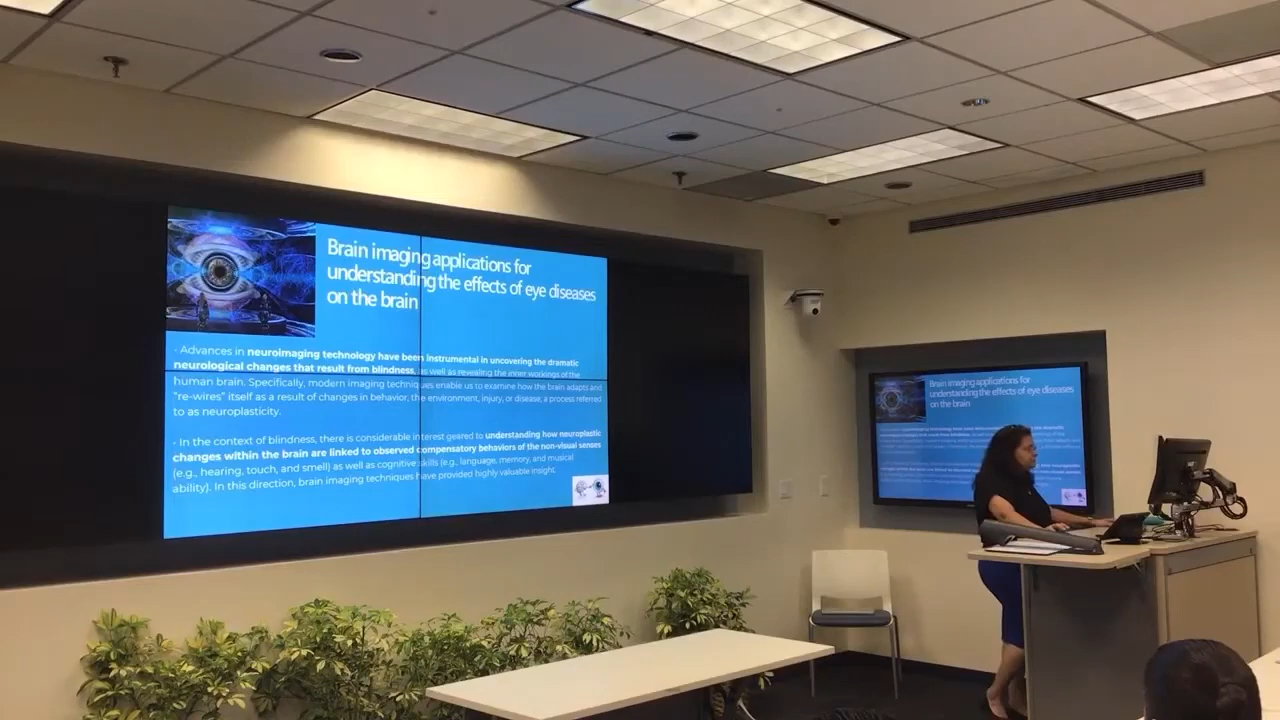 Brain imaging applications for
understanding the effects of eye diseases
on the brain
- Advances in neuroimaging technology have been instrumental in uncovering the dramatic
neurological changes that result from blindness, as well as revealing the inner workings of the
human brain. Specifically, modern imaging techniques enable us to examine how the brain adapts and
"re-wires" itself as a result of changes in behavior, the environment, injury, or disease, a process referred
to as neuroplasticity.
- In the context of blindness, there is considerable interest geared to understanding how neuroplastic
changes within the brain are linked to observed compensatory behaviors of the non-visual senses
(e.g., hearing, touch, and smell) as well as cognitive skills (e.g., language, memory, and musical
ability). In this direction, brain imaging techniques have provided highly valuable insight.
Brain imaging applications for
understanding the effects of eye diseases
on the brain